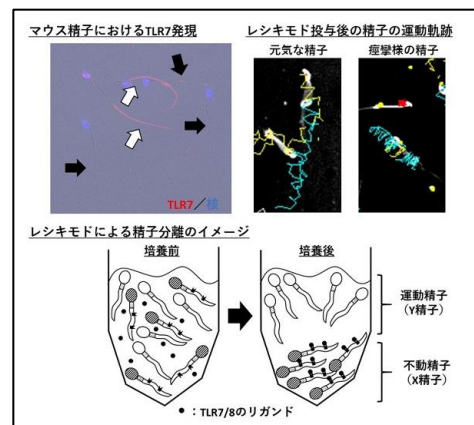 マウス精子におけるTLR7発現
TLR7／核
レシキモド投与後の精子の運動軌跡
元気な精子
痙攣様の精子
レシキモドによる精子分離のイメージ
培養前
培養後
運動精子
（Y精子）
不動精子
（X精子）
●：TLR7/8のリガンド